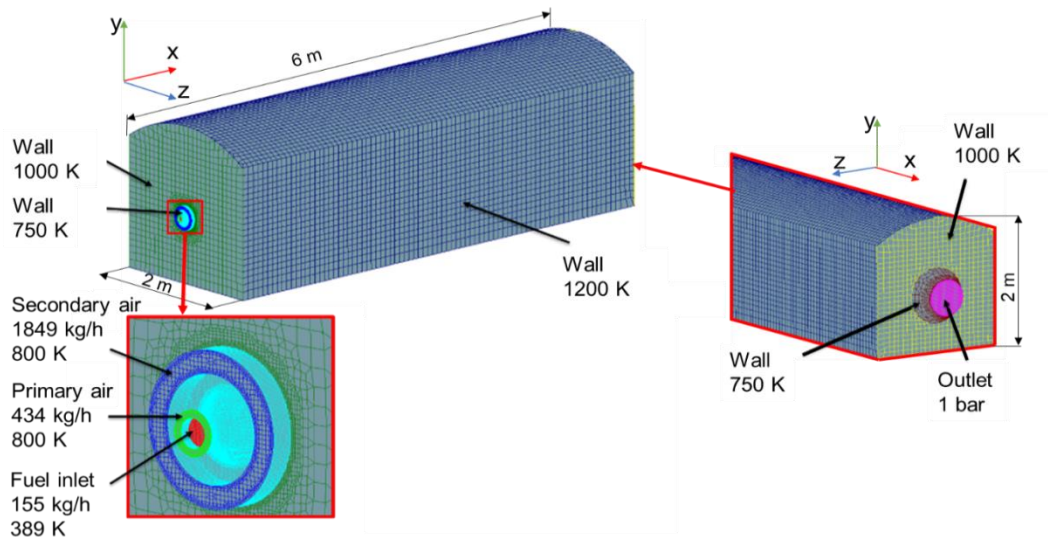 y
x
z
6 m
Wall
1000 K
Wall
750 K
2 m
Wall
1200 K
Secondary air
1849 kg/h
800 K
Primary air
434 kg/h
800 K
Fuel inlet
155 kg/h
389 K
y
z
x
Wall
1000 K
2 m
Wall
750 K
Outlet
1 bar